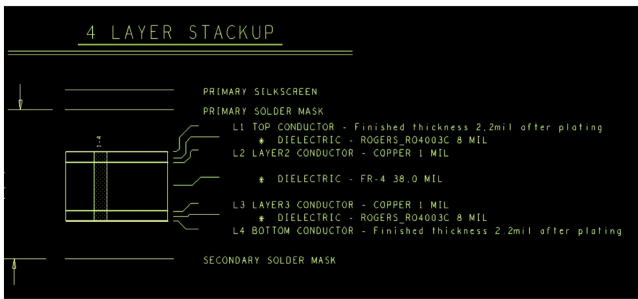 4 LAYER STACKUP
PRIMARY SILKSCREEN
PRIMARY SOLDER MASK
L1 TOP CONDUCTOR - Finished thickness 2.2mil after plating
* DIELECTRIC - ROGERS_RO4003C 8 MIL
L2 LAYER2 CONDUCTOR - COPPER 1 MIL
* DIELECTRIC - FR-4 38.0 MIL
L3 LAYER3 CONDUCTOR - COPPER 1 MIL
* DIELECTRIC - ROGERS_RO4003C 8 MIL
L4 BOTTOM CONDUCTOR - Finished thickness 2.2mil after plating
SECONDARY SOLDER MASK